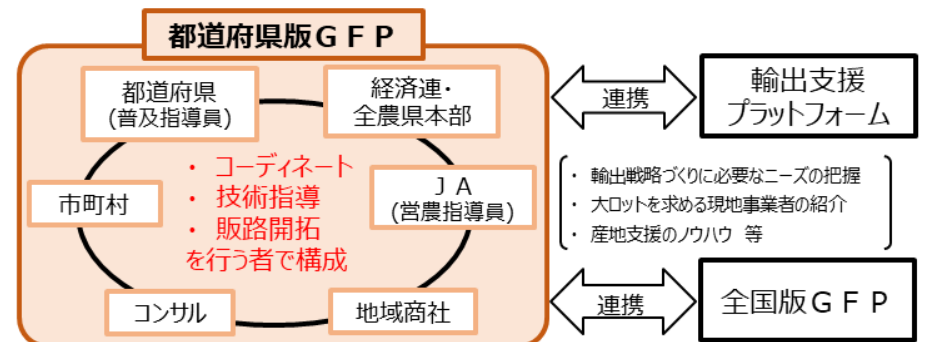 都道府県版ＧＦＰ
都道府県
(普及指導員)
経済連・
全農県本部
市町村
・ コーディネート
・ 技術指導
・ 販路開拓
を行う者で構成
ＪＡ
(営農指導員)
コンサル
地域商社
連携
輸出支援
プラットフォーム
・ 輸出戦略づくりに必要なニーズの把握
・ 大ロットを求める現地事業者の紹介
・ 産地支援のノウハウ 等
連携
全国版ＧＦＰ